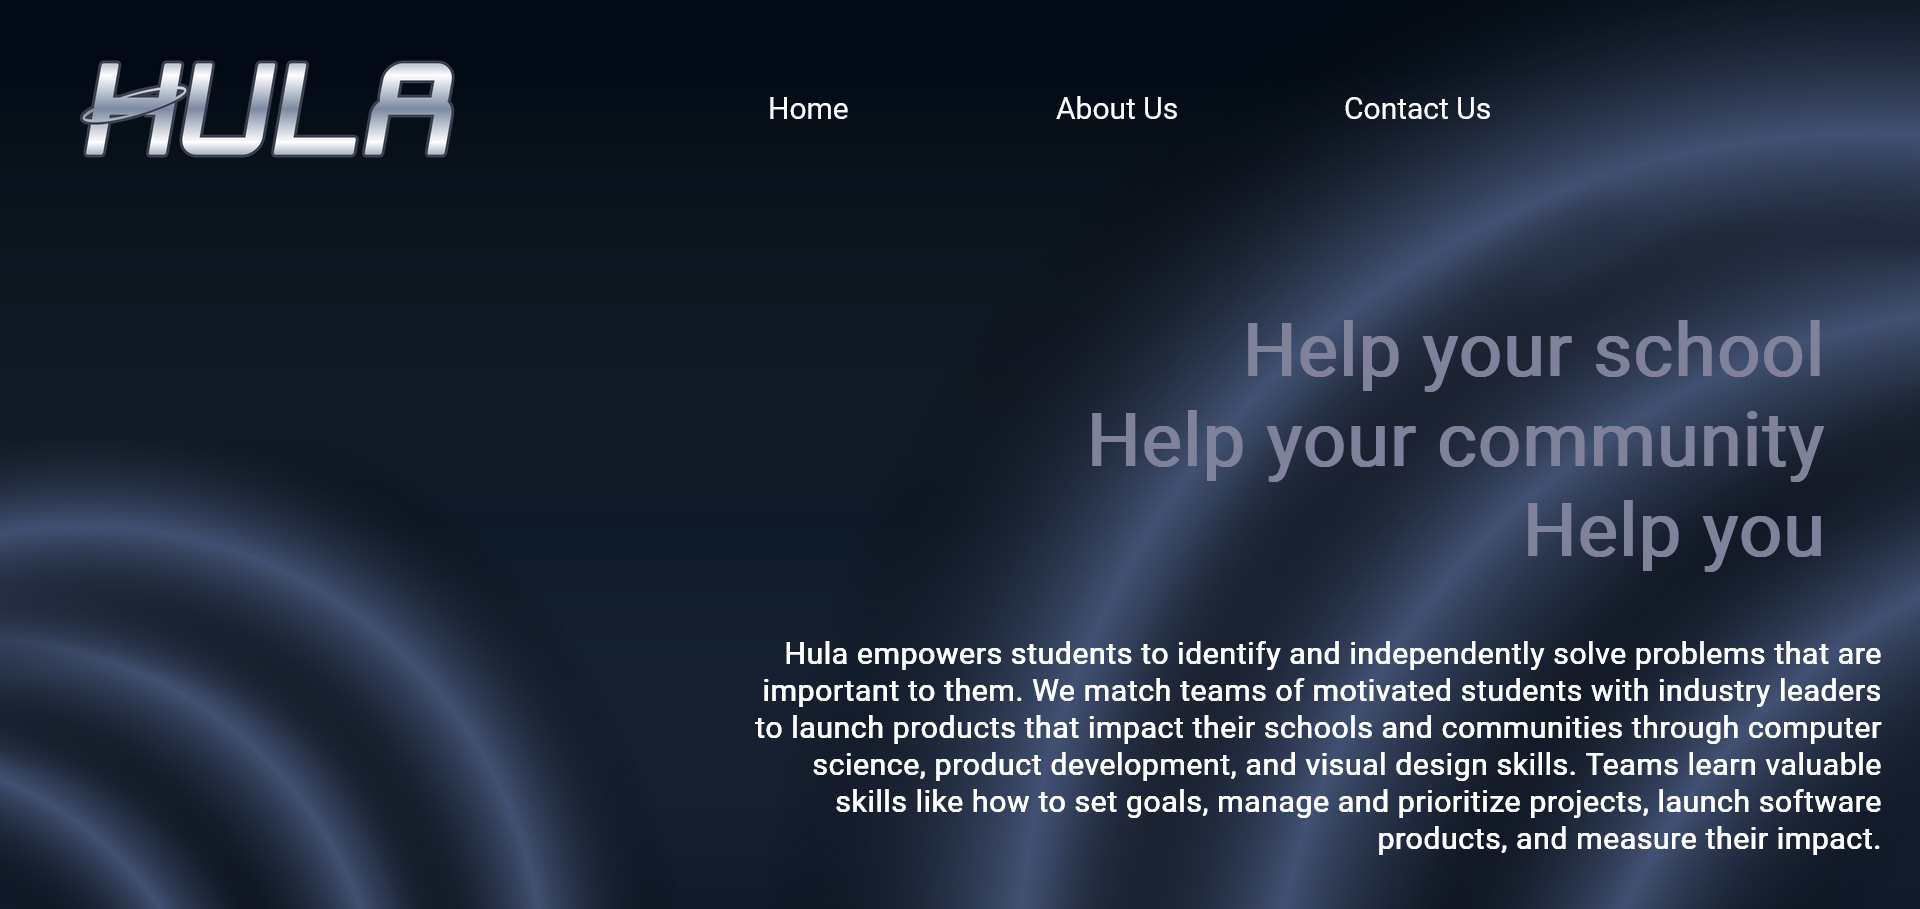 HULA
Home
About Us
Contact Us
Help your school
Help your community
Help you
Hula empowers students to identify and independently solve problems that are
important to them. We match teams of motivated students with industry leaders
to launch products that impact their schools and communities through computer
science, product development, and visual design skills. Teams learn valuable
skills like how to set goals, manage and prioritize projects, launch software
products, and measure their impact.